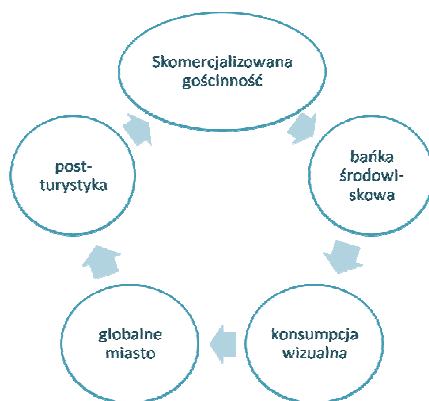 Skomercjalizowana
gościnność
bańka
środowi-
skowa
konsumpcja
wizualna
globalne
miasto
post-
turystyka